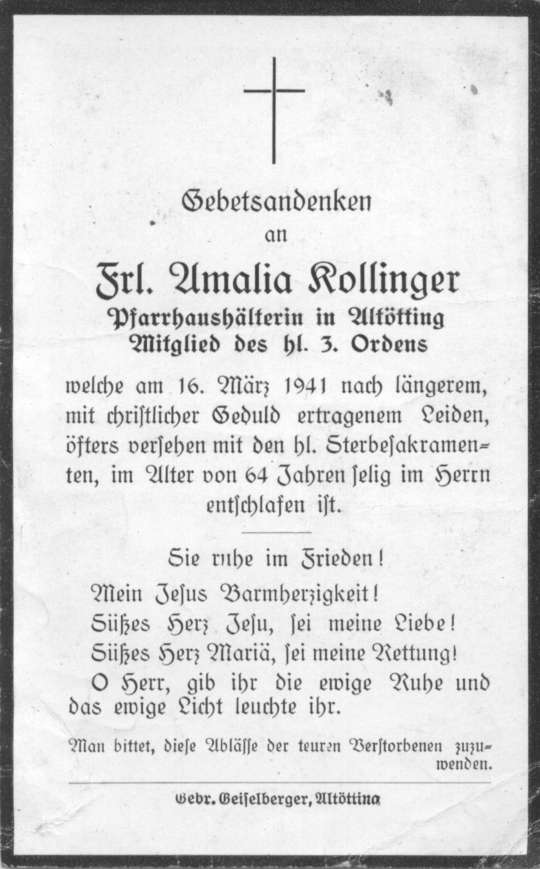 Gebetsandenken
an
Frl. Amalia Kollinger
Pfarrhaushälterin in Altötting
Mitglied des hl. 3. Ordens
welche am 16. März 1941 nach längerem,
mit christlicher Geduld ertragenem Leiden,
öfters versehen mit den hl. Sterbesakramen-
ten, im Alter von 64 Jahren selig im Herrn
entschlafen ist.
Sie ruhe im Frieden!
Mein Jesus Barmherzigkeit!
Süßes Herz Jesu, sei meine Liebe!
Süßes Herz Mariä, sei meine Rettung!
O Herr, gib ihr die ewige Ruhe und
das ewige Licht leuchte ihr.
Man bittet, diese Ablässe der teuren Verstorbenen zuzu-
wenden.
Gebr. Geiselberger, Altötting